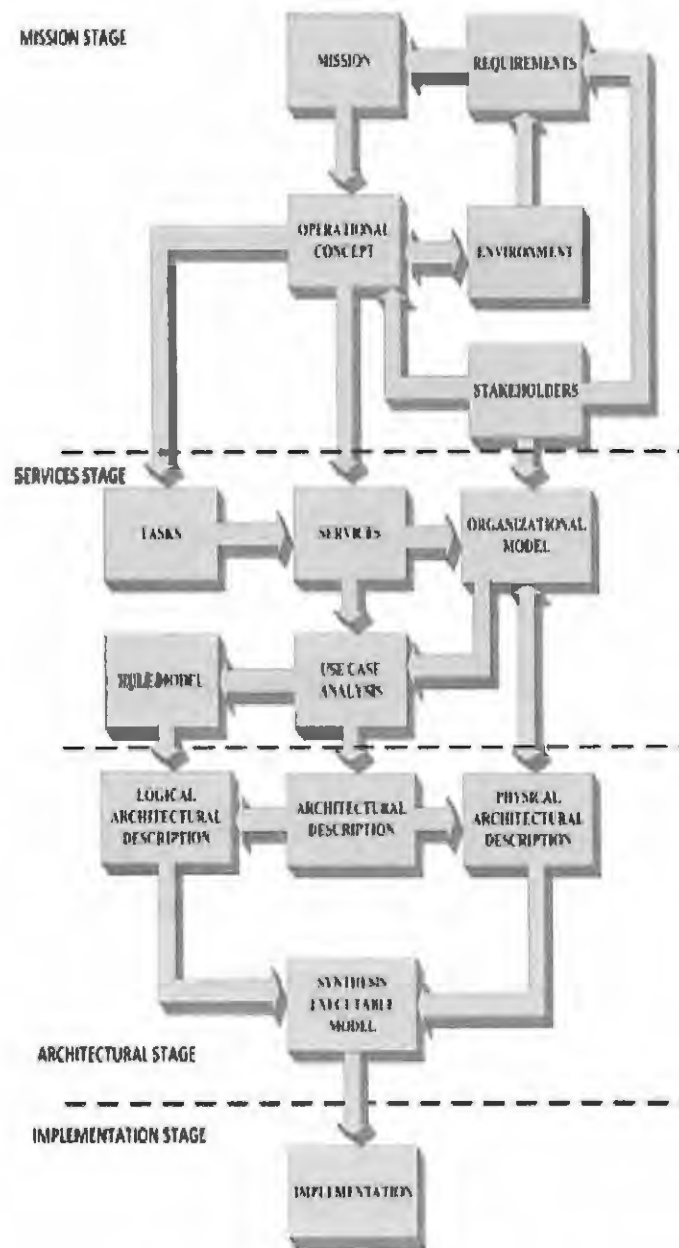 MISSION STAGE
MISSION
REQUIREMENTS
OPERATIONAL
CONCEPT
ENVIRONMENT
STAKEHOLDERS
SERVICES STAGE
TASKS
SERVICES
ORGANIZATIONAL
MODEL
MODEL
USE CASE
ANALYSIS
LOGICAL
ARCHITECTURAL
DESCRIPTION
ARCHITECTURAL
DESCRIPTION
PHYSICAL
ARCHITECTURAL
DESCRIPTION
SYNTHESIS
EXECUTABLE
MODEL
ARCHITECTURAL STAGE
IMPLEMENTATION STAGE
IMPLEMENTATION